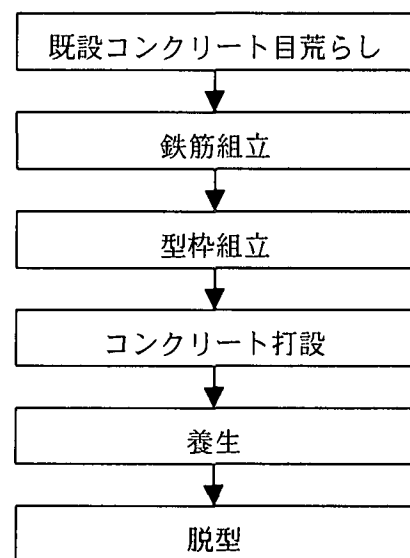 既設コンクリート目荒らし
鉄筋組立
型枠組立
コンクリート打設
養生
脱型